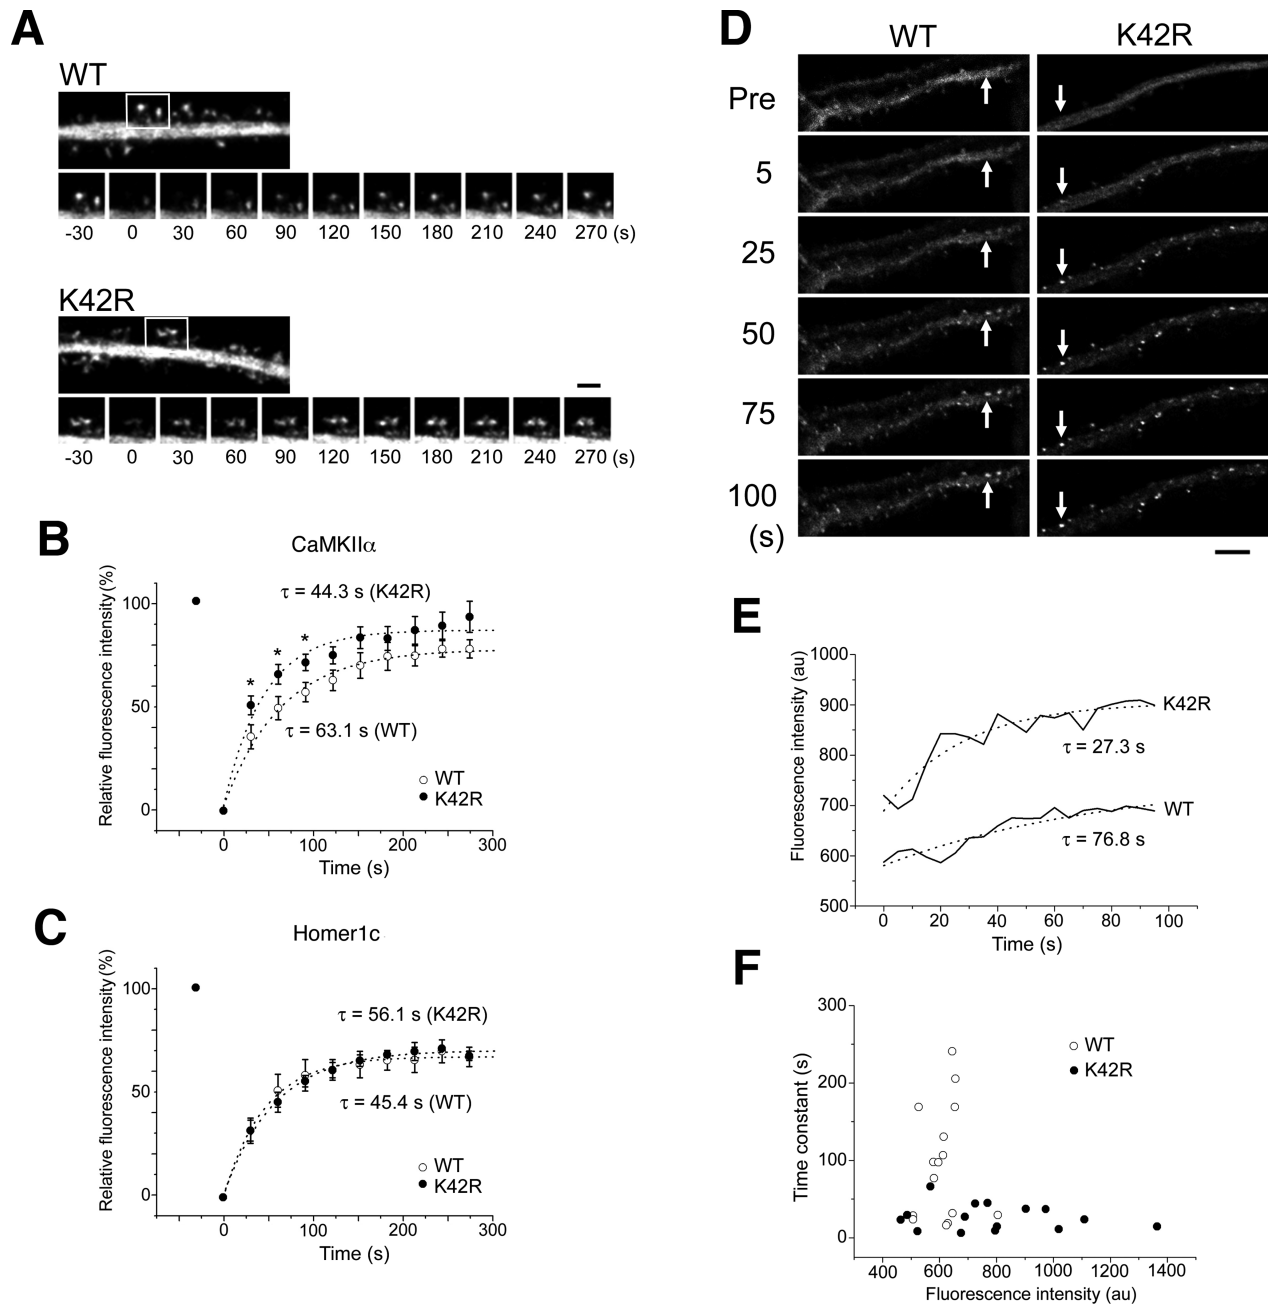 A
WT
-30 0 30 60 90 120 150 180 210 240 270 (s)
K42R
-30 0 30 60 90 120 150 180 210 240 270 (s)
B
CaMKIIα
Relative fluorescence intensity (%)
100
50
0
τ = 44.3 s (K42R)
* * *
τ = 63.1 s (WT)
WT
K42R
0 100 200 300
Time (s)
C
Homer1c
Relative fluorescence intensity (%)
100
50
0
τ = 56.1 s (K42R)
τ = 45.4 s (WT)
WT
K42R
0 100 200 300
Time (s)
D
WT K42R
Pre
5
25
50
75
100
(s)
E
Fluorescence intensity (au)
1000
900
800
700
600
500
K42R
τ = 27.3 s
WT
τ = 76.8 s
0 20 40 60 80 100
Time (s)
F
Time constant (s)
300
200
100
0
WT
K42R
400 600 800 1000 1200 1400
Fluorescence intensity (au)